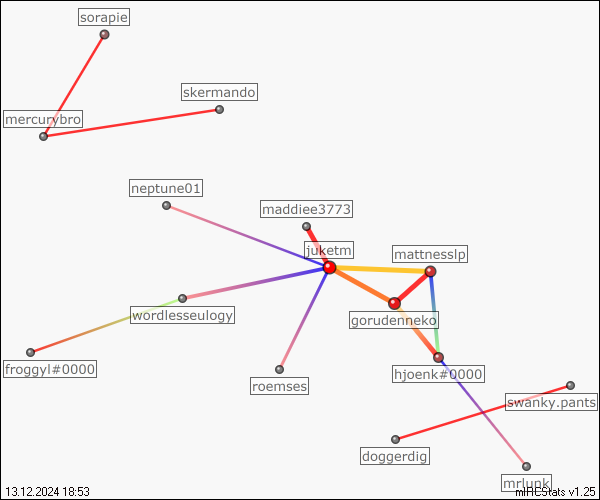 sorapie
skermando
mercurybro
neptune01
maddiee3773
juketm
mattnesslp
wordlesseulogy
gorudenneko
froggyl#0000
roemses
hjoenk#0000
swanky.pants
doggerdig
mrlunk
13.12.2024 18:53
mIRCStats v1.25